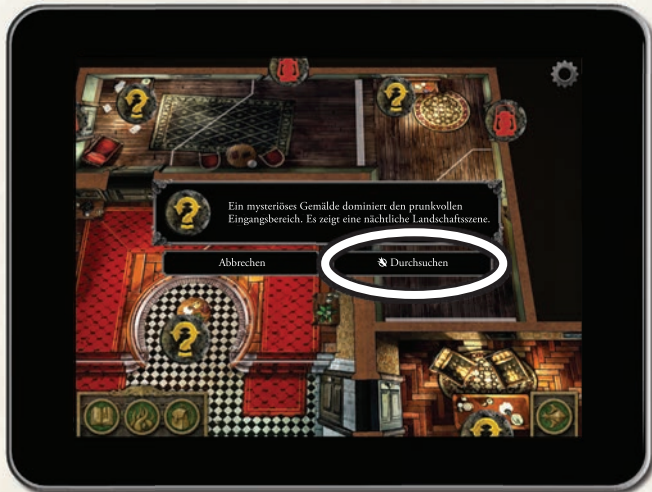 Ein mysteriöses Gemälde dominiert den prunkvollen
Eingangsbereich. Es zeigt eine nächtliche Landschaftsszene.
Abbrechen
Durchsuchen